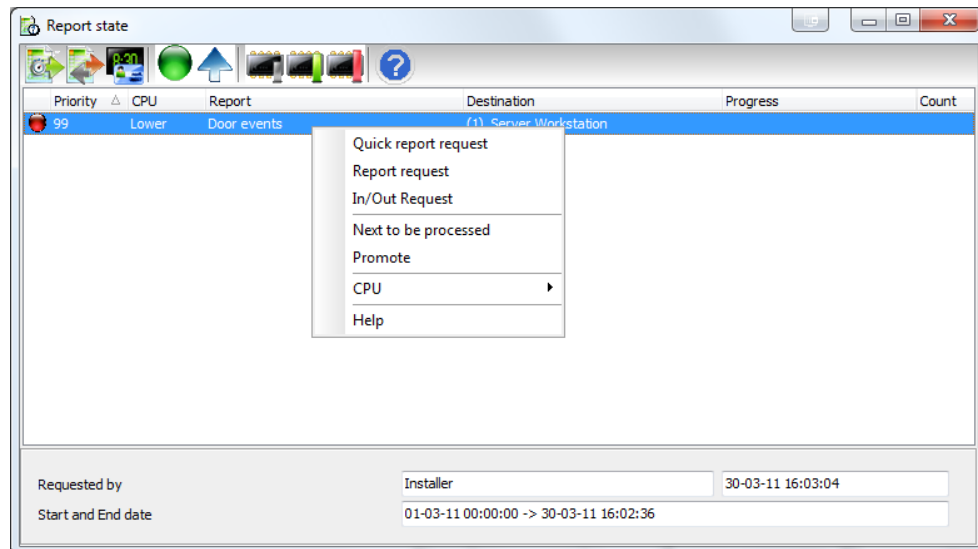 Report state
8:30
?
Priority CPU Report Destination Progress Count
99 Lower Door events (1) Server Workstation
Quick report request
Report request
In/Out Request
Next to be processed
Promote
CPU
Help
Requested by Installer 30-03-11 16:03:04
Start and End date 01-03-11 00:00:00 -> 30-03-11 16:02:36